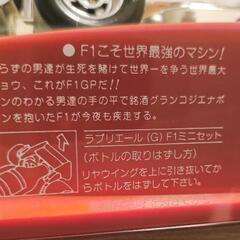 ● F1こそ世界最強のマシン!
らずの男達が生死を賭けて世界一を争う世界最大
ョウ、これがF1GPだ!!
ンのわかる男達の手の平で銘酒グランコジエナポ
ンを抱いたF1が今夜も疾走する。
ラブリエール (G) F1ミニセット
(ボトルの取りはずし方)
リヤウイングを上に引き抜いてか
らボトルをはずして下さい。